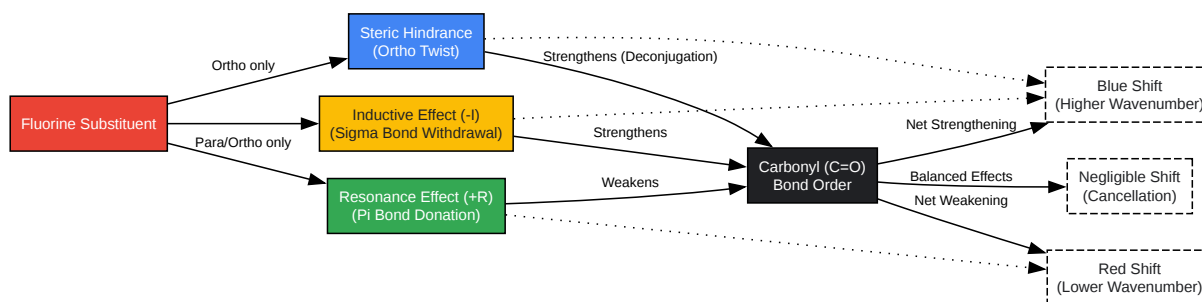 Fluorine Substituent
Ortho only
Para/Ortho only
Steric Hindrance
(Ortho Twist)
Inductive Effect (-I)
(Sigma Bond Withdrawal)
Resonance Effect (+R)
(Pi Bond Donation)
Strengthens (Deconjugation)
Strengthens
Weakens
Carbonyl (C=O)
Bond Order
Net Strengthening
Balanced Effects
Net Weakening
Blue Shift
(Higher Wavenumber)
Negligible Shift
(Cancellation)
Red Shift
(Lower Wavenumber)